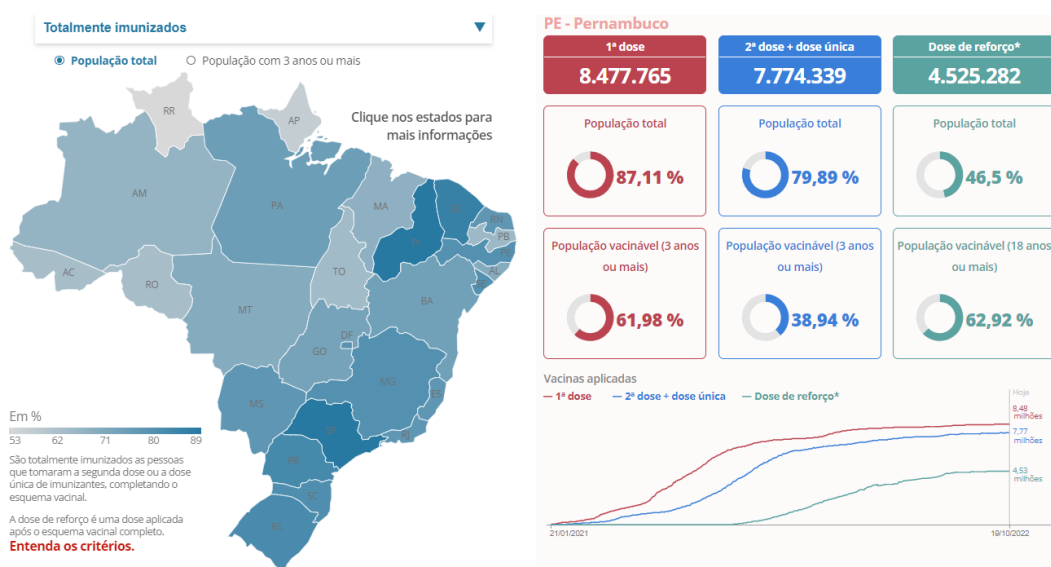 Totalmente imunizados
População total
População com 3 anos ou mais
Clique nos estados para
mais informações
RR
AP
AM
PA
MA
RN
PB
PE
AL
PI
AC
RO
TO
BA
MT
DF
GO
MG
ES
MS
SP
RJ
PR
SC
RS
Em %
53 62 71 80 89
São totalmente imunizados as pessoas
que tomaram a segunda dose ou a dose
única de imunizantes, completando o
esquema vacinal.
A dose de reforço é uma dose aplicada
após o esquema vacinal completo.
Entenda os critérios.
PE - Pernambuco
1ª dose
8.477.765
2ª dose + dose única
7.774.339
Dose de reforço*
4.525.282
População total
87,11 %
População total
79,89 %
População total
46,5 %
População vacinável (3 anos
ou mais)
61,98 %
População vacinável (3 anos
ou mais)
38,94 %
População vacinável (18 anos
ou mais)
62,92 %
Vacinas aplicadas
1ª dose
2ª dose + dose única
Dose de reforço*
Hoje
8,48
milhões
7,77
milhões
4,53
milhões
21/01/2021
19/10/2022